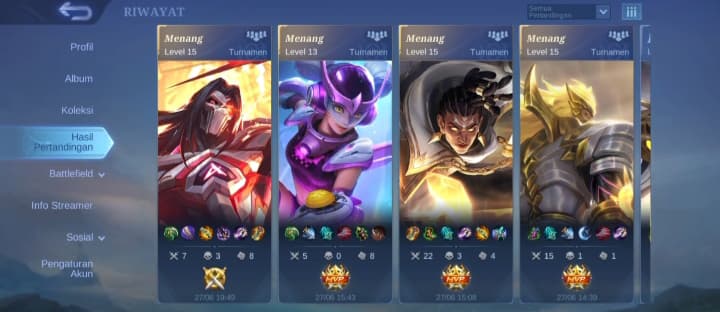 RIWAYAT
Semua
Pertandingan
Profil
Album
Koleksi
Hasil
Pertandingan
Battlefield
Info Streamer
Sosial
Pengaturan
Akun
Menang
Level 15
Turnamen
7 3 8
27/06 19:49
Menang
Level 13
Turnamen
5 0 8
MVP
27/06 15:43
Menang
Level 15
Turnamen
22 3 4
MVP
27/06 15:08
Menang
Level 15
Turnamen
15 1 1
MVP
27/06 14:39